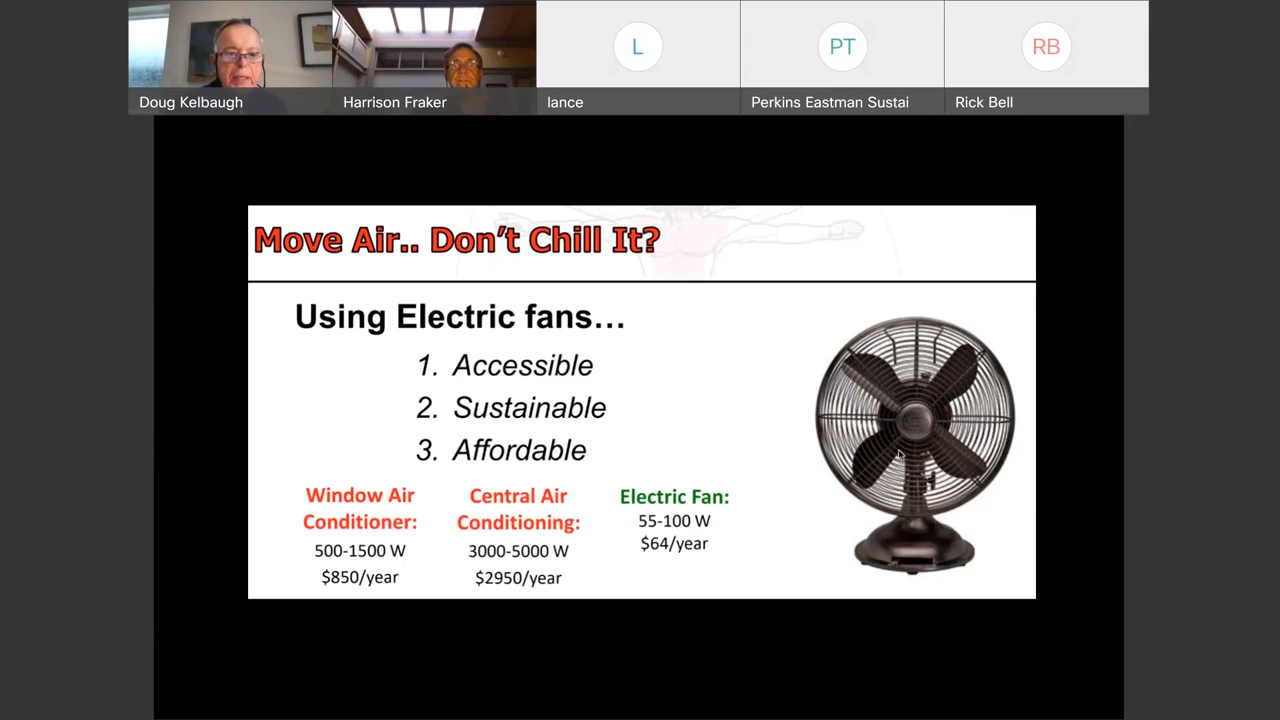 L
PT
RB
Doug Kelbaugh
Harrison Fraker
lance
Perkins Eastman Sustai
Rick Bell
Move Air.. Don't Chill It?
Using Electric fans…
1. Accessible
2. Sustainable
3. Affordable
Window Air
Conditioner:
500-1500 W
$850/year
Central Air
Conditioning:
3000-5000 W
$2950/year
Electric Fan:
55-100 W
$64/year